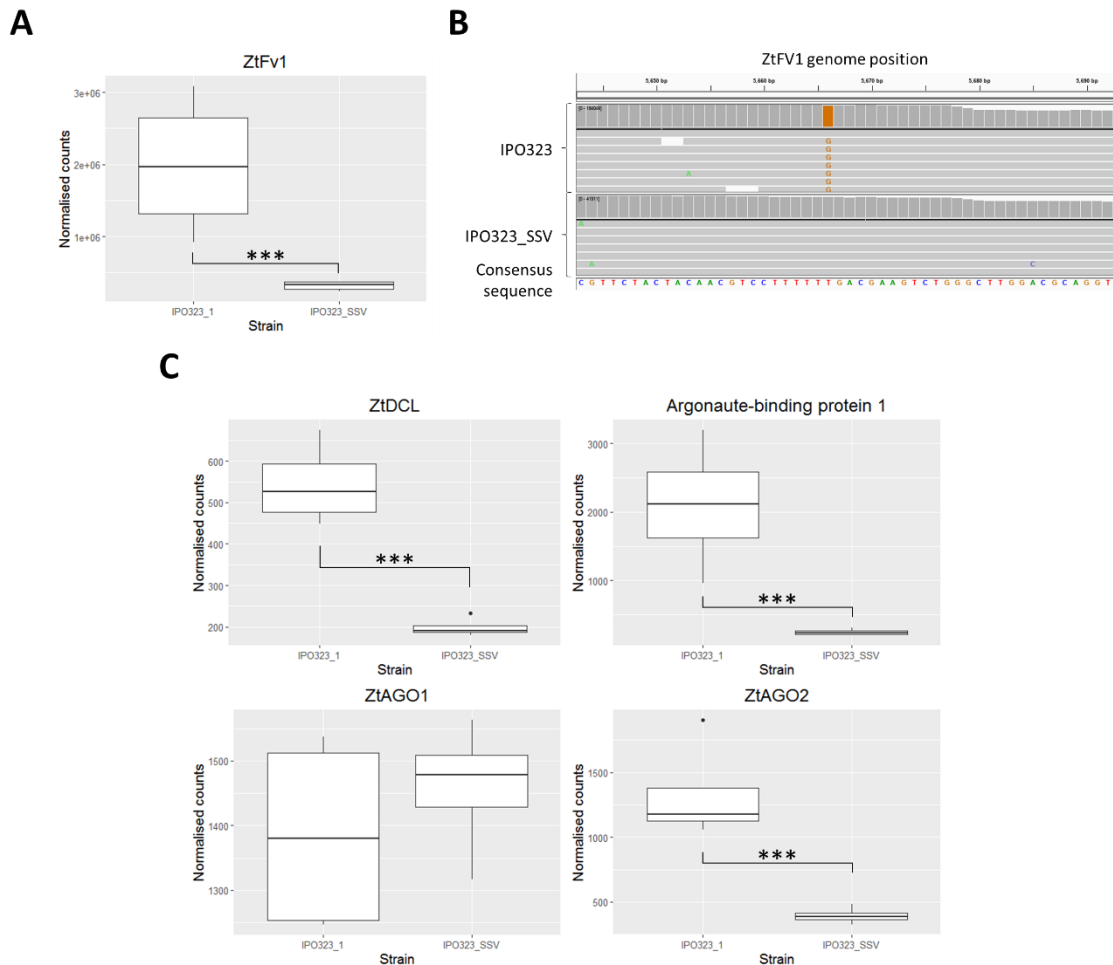 A
ZtFv1
Normalised counts
3e+06
2e+06
1e+06
***
IPO323_1
IPO323_SSV
Strain
B
ZtFV1 genome position
5,650 bp
5,660 bp
5,670 bp
5,680 bp
5,690 bp
IPO323
G
G
G
G
A
G
G
G
IPO323_SSV
A
A
C
Consensus
sequence
C G T T C T A C T A C A A C G T C C T T T T T T G A C G A A G T C T G G G C T T G G A C G C A G G T
C
ZtDCL
Normalised counts
600
500
400
300
200
***
IPO323_1
IPO323_SSV
Strain
Argonaute-binding protein 1
Normalised counts
3000
2000
1000
***
IPO323_1
IPO323_SSV
Strain
ZtAGO1
Normalised counts
1500
1400
1300
IPO323_1
IPO323_SSV
Strain
ZtAGO2
Normalised counts
1500
1000
500
***
IPO323_1
IPO323_SSV
Strain